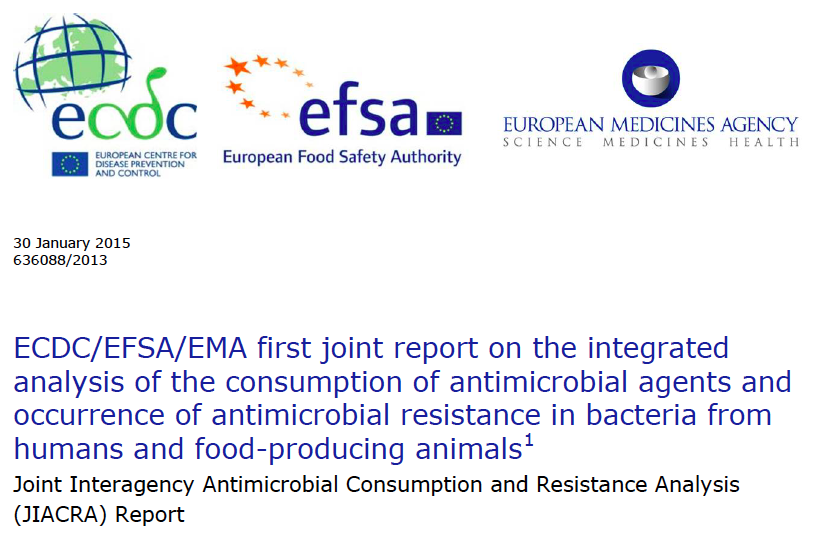 ecdc
EUROPEAN CENTRE FOR
DISEASE PREVENTION
AND CONTROL
efsa
European Food Safety Authority
EUROPEAN MEDICINES AGENCY
SCIENCE MEDICINES HEALTH
30 January 2015
636088/2013
ECDC/EFSA/EMA first joint report on the integrated
analysis of the consumption of antimicrobial agents and
occurrence of antimicrobial resistance in bacteria from
humans and food-producing animals¹
Joint Interagency Antimicrobial Consumption and Resistance Analysis
(JIACRA) Report